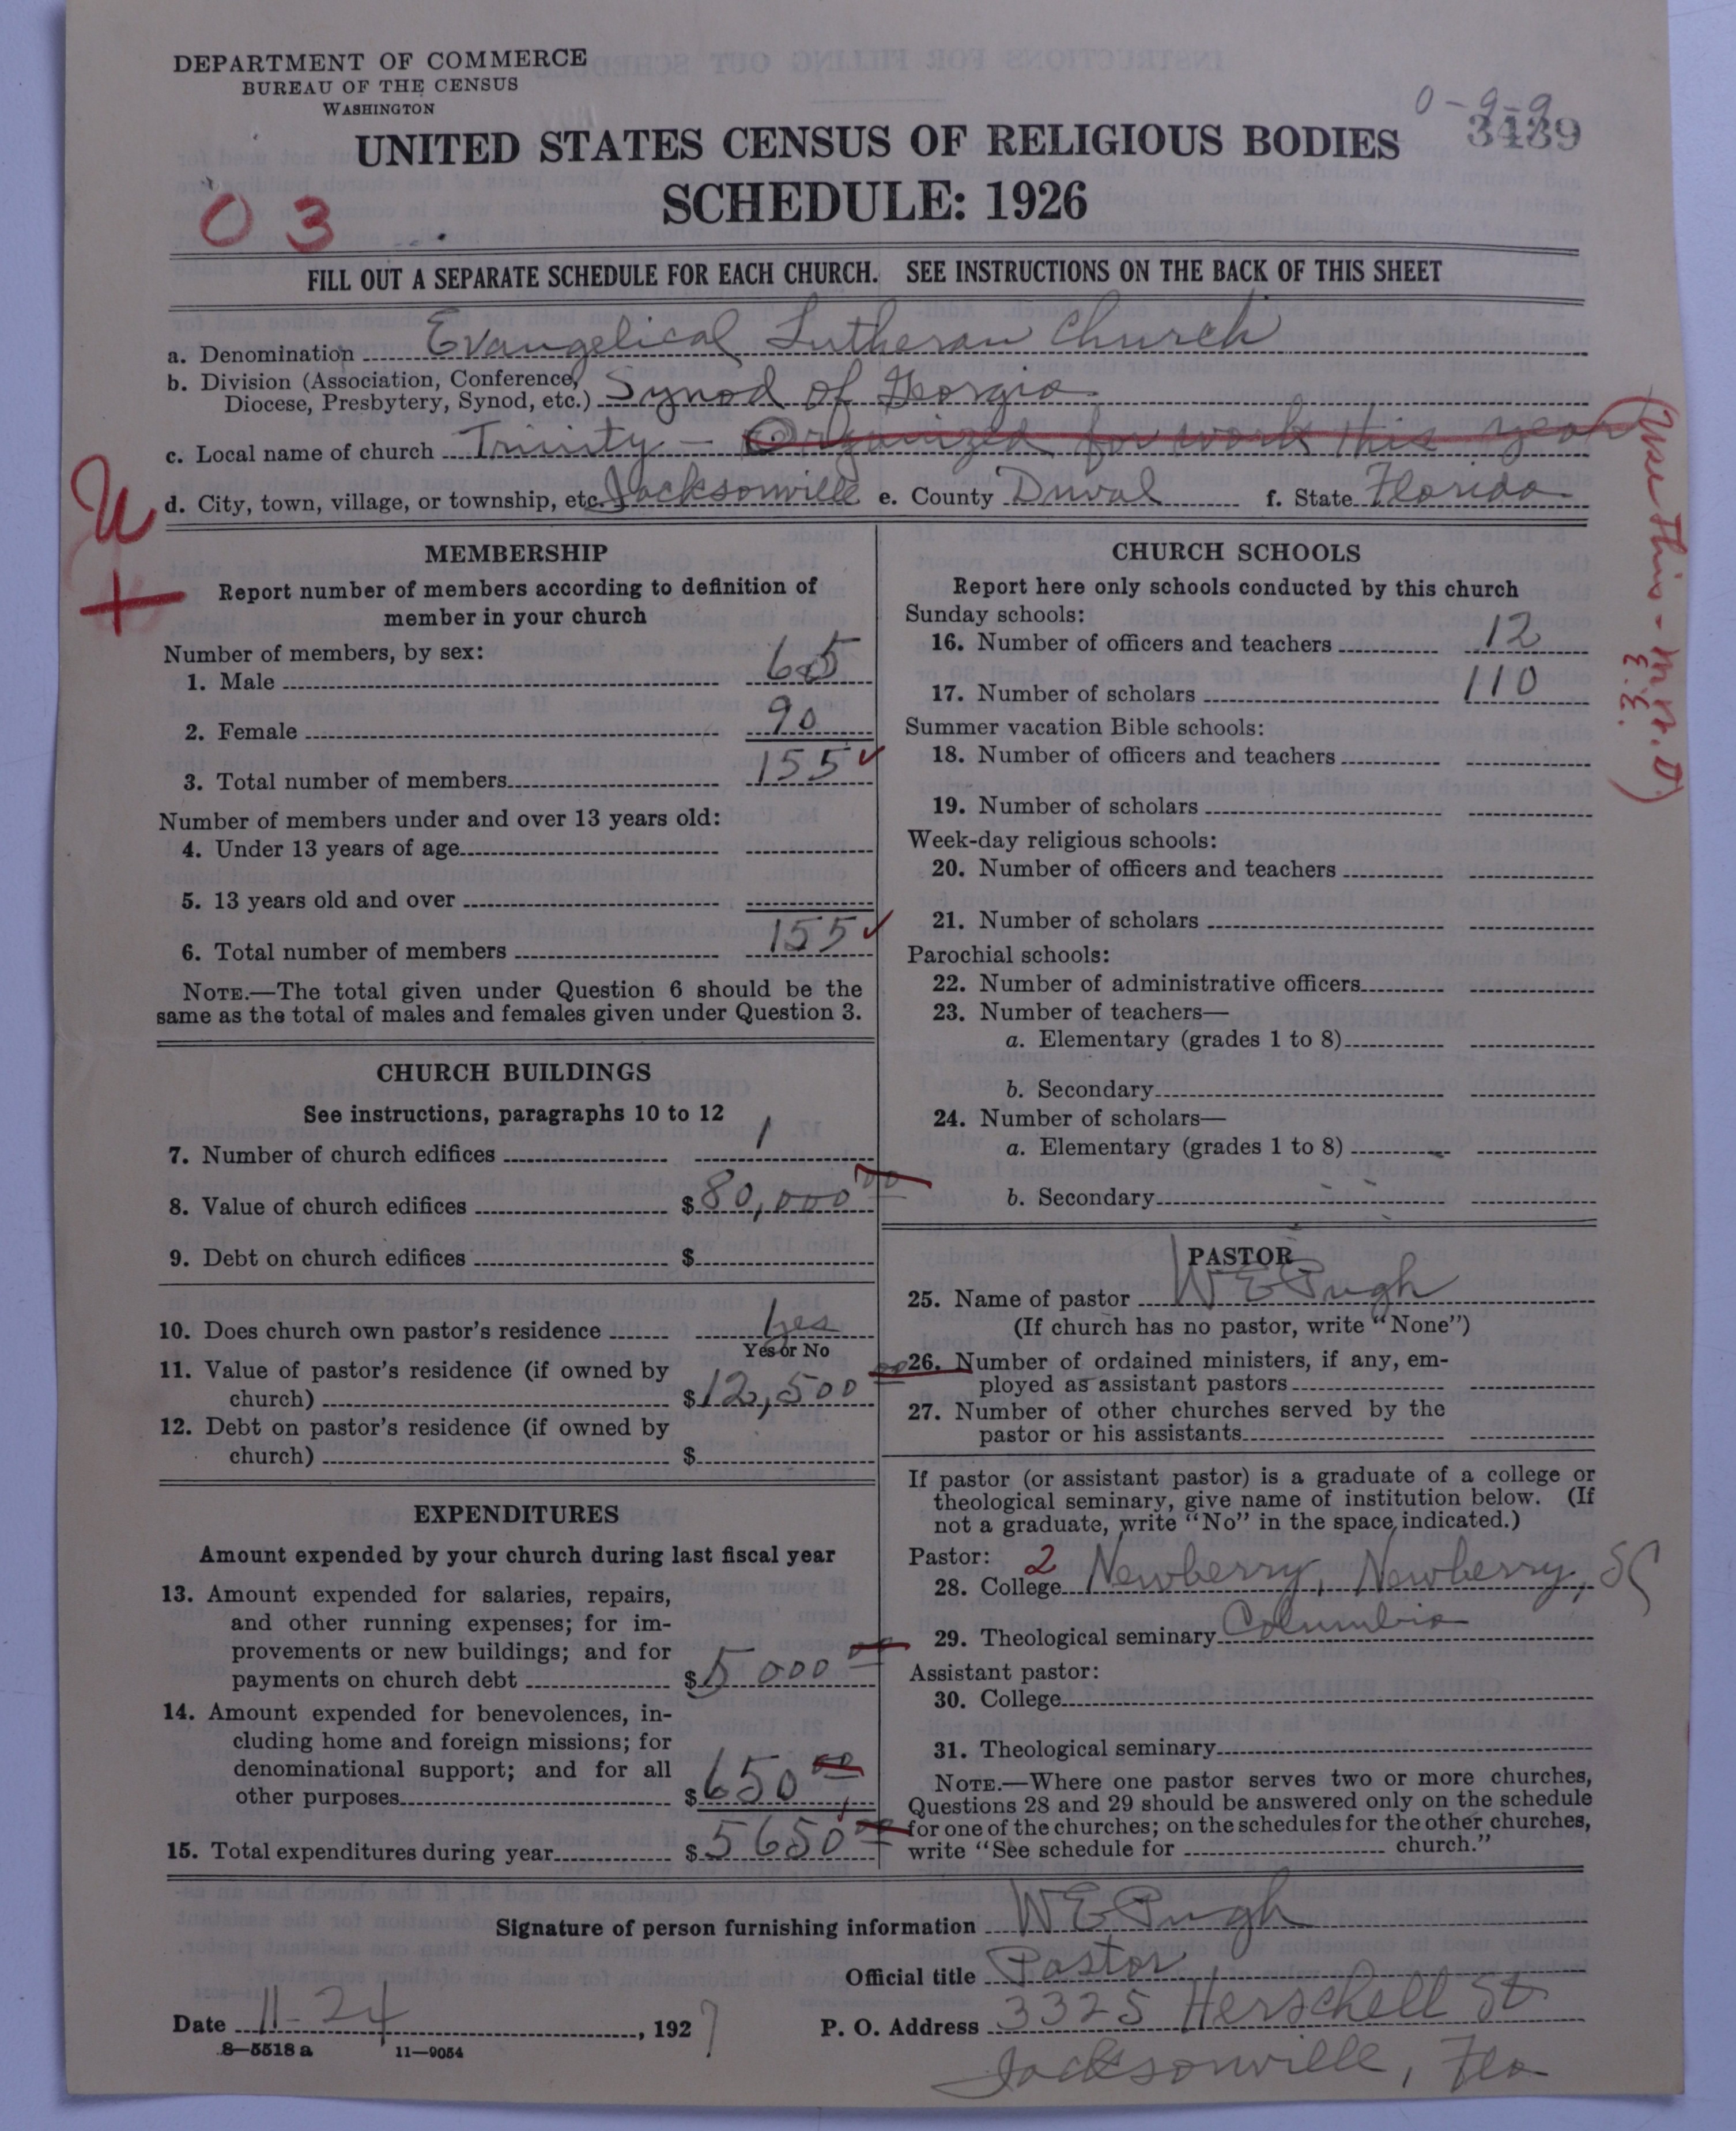 DEPARTMENT OF COMMERCE
BUREAU OF THE CENSUS
WASHINGTON
0-9-9
3439
UNITED STATES CENSUS OF RELIGIOUS BODIES
SCHEDULE: 1926
03
FILL OUT A SEPARATE SCHEDULE FOR EACH CHURCH. SEE INSTRUCTIONS ON THE BACK OF THIS SHEET
a. Denomination Evangelical Lutheran Church
b. Division (Association, Conference, Diocese, Presbytery, Synod, etc.) Synod of Georgia
c. Local name of church Trinity - Organized for work this year
d. City, town, village, or township, etc. Jacksonville e. County Duval f. State Florida
(Use this -
MEMBERSHIP
Report number of members according to definition of
member in your church
Number of members, by sex:
1. Male 65
2. Female 90
3. Total number of members 155 ✓
Number of members under and over 13 years old:
4. Under 13 years of age
5. 13 years old and over
6. Total number of members 155 ✓
NOTE.—The total given under Question 6 should be the
same as the total of males and females given under Question 3.
CHURCH BUILDINGS
See instructions, paragraphs 10 to 12
7. Number of church edifices 1
8. Value of church edifices $80,000 00
9. Debt on church edifices $
10. Does church own pastor's residence Yes
Yes or No
11. Value of pastor's residence (if owned by
church) $12,500 00
12. Debt on pastor's residence (if owned by
church) $
EXPENDITURES
Amount expended by your church during last fiscal year
13. Amount expended for salaries, repairs,
and other running expenses; for im-
provements or new buildings; and for
payments on church debt $5000
14. Amount expended for benevolences, in-
cluding home and foreign missions; for
denominational support; and for all
other purposes $650 00
15. Total expenditures during year $5650 00
CHURCH SCHOOLS
Report here only schools conducted by this church
Sunday schools:
16. Number of officers and teachers 12
17. Number of scholars 110
Summer vacation Bible schools:
18. Number of officers and teachers
19. Number of scholars
Week-day religious schools:
20. Number of officers and teachers
21. Number of scholars
Parochial schools:
22. Number of administrative officers
23. Number of teachers—
a. Elementary (grades 1 to 8)
b. Secondary
24. Number of scholars—
a. Elementary (grades 1 to 8)
b. Secondary
PASTOR
25. Name of pastor W E Pugh
(If church has no pastor, write "None")
26. Number of ordained ministers, if any, em-
ployed as assistant pastors
27. Number of other churches served by the
pastor or his assistants
If pastor (or assistant pastor) is a graduate of a college or
theological seminary, give name of institution below. (If
not a graduate, write "No" in the space indicated.)
Pastor: 2
28. College Newberry, Newberry, SC
29. Theological seminary Columbia
Assistant pastor:
30. College
31. Theological seminary
NOTE.—Where one pastor serves two or more churches,
Questions 28 and 29 should be answered only on the schedule
for one of the churches; on the schedules for the other churches,
write "See schedule for church."
Signature of person furnishing information W E Pugh
Official title Pastor
Date 11-24, 1927
P. O. Address 3325 Herschell St
Jacksonville, Fla
8—5518 a 11—9054